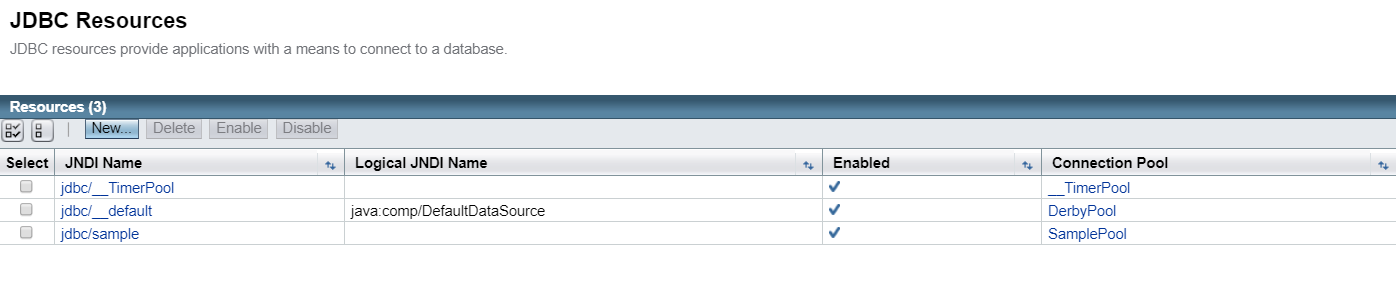 JDBC Resources
JDBC resources provide applications with a means to connect to a database.
Resources (3)
New... Delete Enable Disable
Select JNDI Name Logical JNDI Name Enabled Connection Pool
jdbc/__TimerPool __TimerPool
jdbc/__default java:comp/DefaultDataSource DerbyPool
jdbc/sample SamplePool